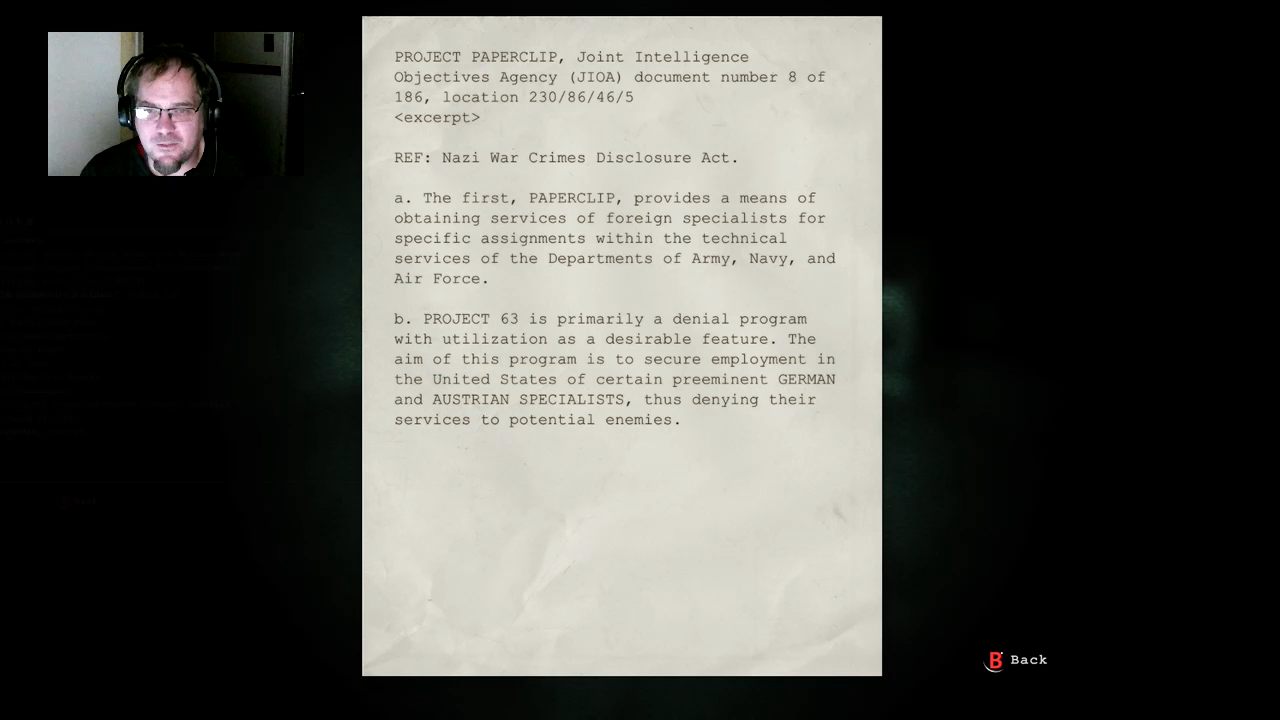 PROJECT PAPERCLIP, Joint Intelligence
Objectives Agency (JIOA) document number 8 of
186, location 230/86/46/5
<excerpt>
REF: Nazi War Crimes Disclosure Act.
a. The first, PAPERCLIP, provides a means of
obtaining services of foreign specialists for
specific assignments within the technical
services of the Departments of Army, Navy, and
Air Force.
b. PROJECT 63 is primarily a denial program
with utilization as a desirable feature. The
aim of this program is to secure employment in
the United States of certain preeminent GERMAN
and AUSTRIAN SPECIALISTS, thus denying their
services to potential enemies.
B Back